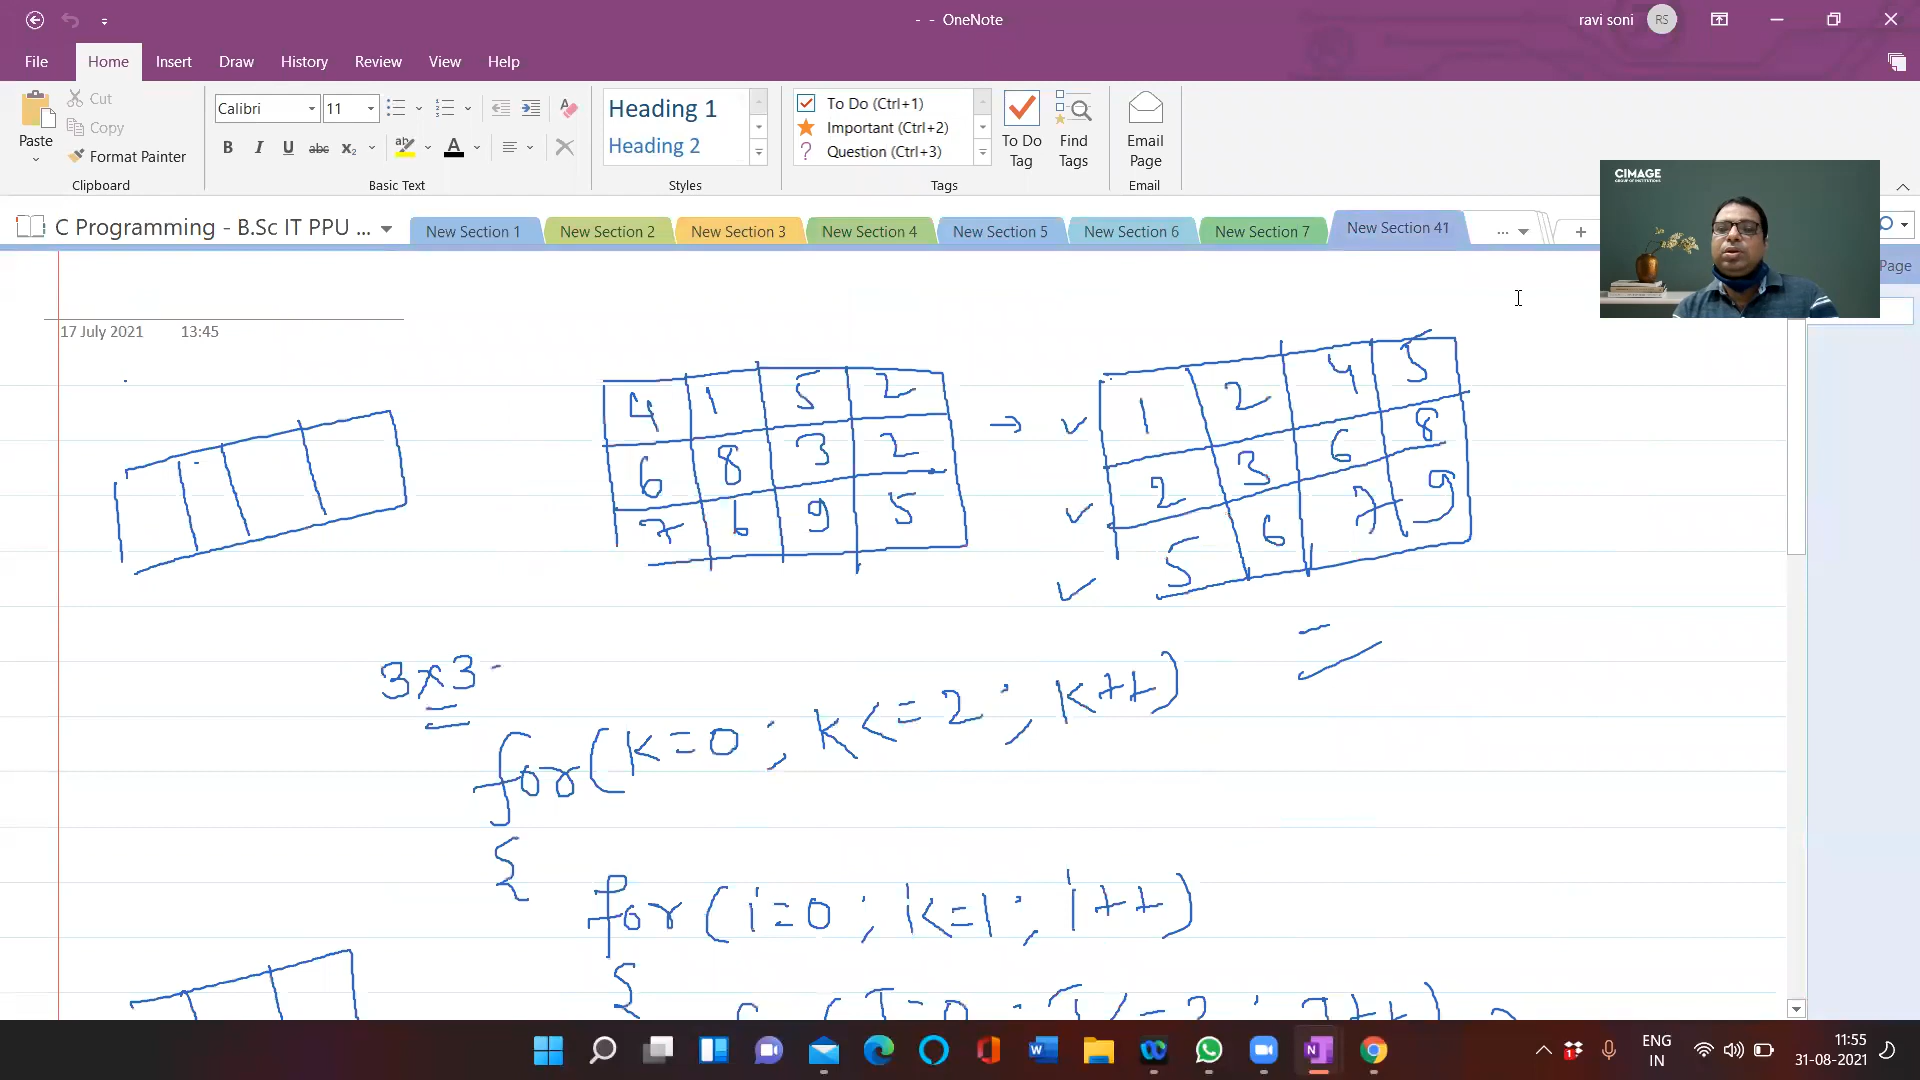 - - OneNote
ravi soni RS
File Home Insert Draw History Review View Help
Paste
Cut
Copy
Format Painter
Clipboard
Calibri 11
B I U abc x₂ A
Basic Text
Heading 1
Heading 2
Styles
To Do (Ctrl+1)
Important (Ctrl+2)
? Question (Ctrl+3)
To Do Tag
Find Tags
Tags
Email Page
Email
CIMAGE
GROUP OF INSTITUTIONS
C Programming - B.Sc IT PPU ...
New Section 1 New Section 2 New Section 3 New Section 4 New Section 5 New Section 6 New Section 7 New Section 41 ... +
Page
17 July 2021 13:45
4 1 5 2
6 8 3 2
7 6 9 5
→
1 2 4 5
2 3 6 8
5 6 7 9
3x3
for(k=0; k<=2; k++)
{
for(i=0; i<=1; i++)
{
ENG
IN
11:55
31-08-2021